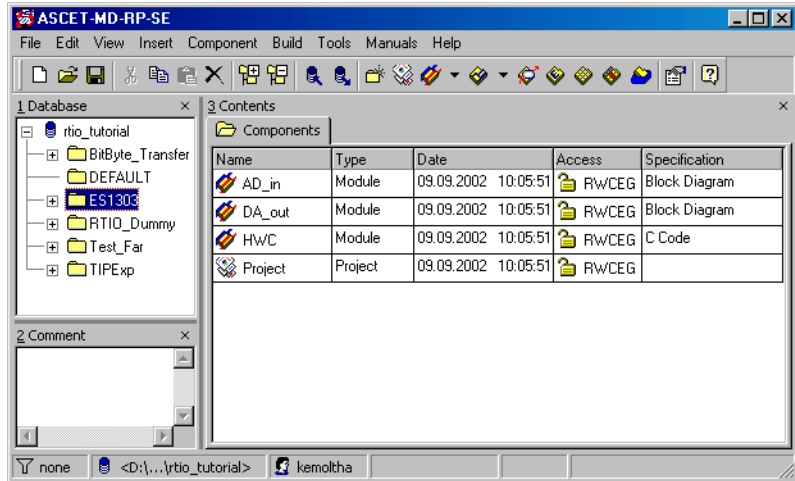 ASCET-MD-RP-SE
File Edit View Insert Component Build Tools Manuals Help
1 Database
rtio_tutorial
BitByte_Transfer
DEFAULT
ES1303
RTIO_Dummy
Test_Far
TIPExp
2 Comment
3 Contents
Components
Name Type Date Access Specification
AD_in Module 09.09.2002 10:05:51 RWCEG Block Diagram
DA_out Module 09.09.2002 10:05:51 RWCEG Block Diagram
HWC Module 09.09.2002 10:05:51 RWCEG C Code
Project Project 09.09.2002 10:05:51 RWCEG
none <D:\...\rtio_tutorial> kemoltha